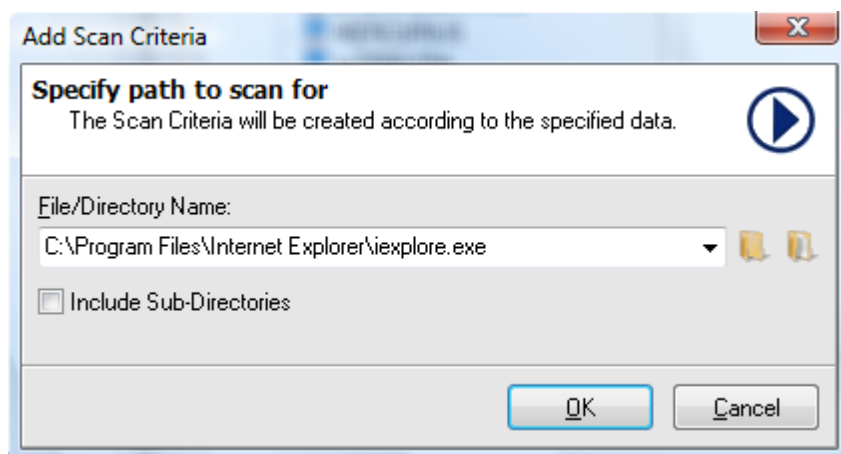 Add Scan Criteria
Specify path to scan for
The Scan Criteria will be created according to the specified data.
File/Directory Name:
C:\Program Files\Internet Explorer\iexplore.exe
Include Sub-Directories
OK
Cancel